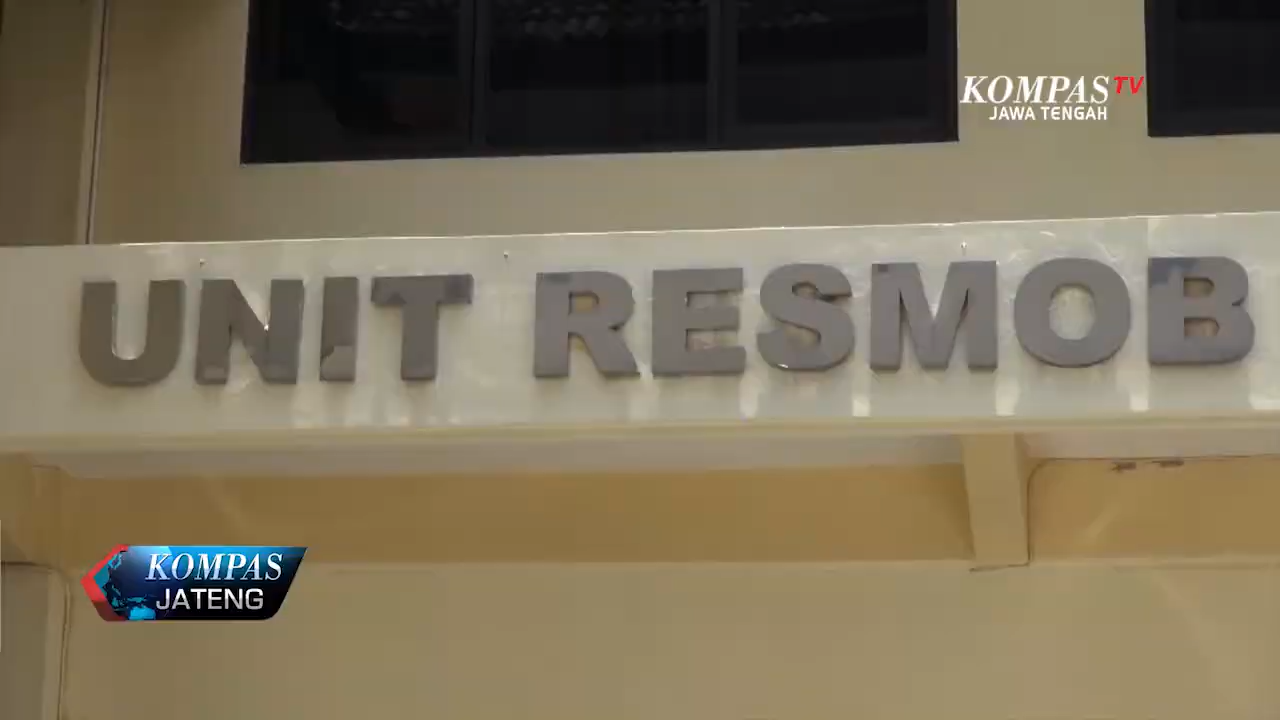 KOMPAS TV
JAWA TENGAH
UNIT RESMOB
KOMPAS
JATENG